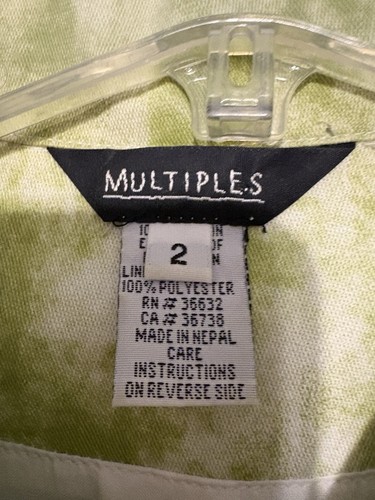 MULTIPLES
2
100% POLYESTER
RN # 36632
CA # 36738
MADE IN NEPAL
CARE
INSTRUCTIONS
ON REVERSE SIDE